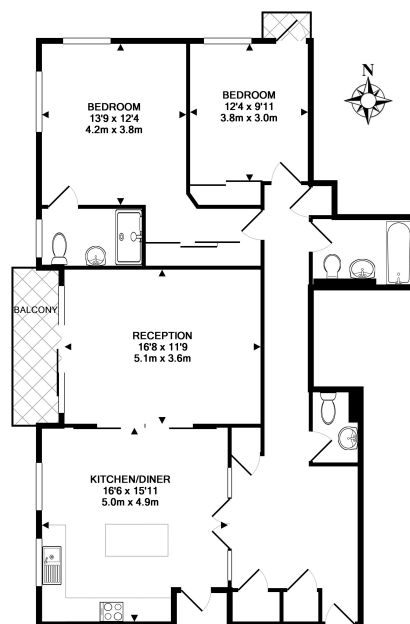 N
BEDROOM
13'9 x 12'4
4.2m x 3.8m
BEDROOM
12'4 x 9'11
3.8m x 3.0m
BALCONY
RECEPTION
16'8 x 11'9
5.1m x 3.6m
KITCHEN/DINER
16'6 x 15'11
5.0m x 4.9m